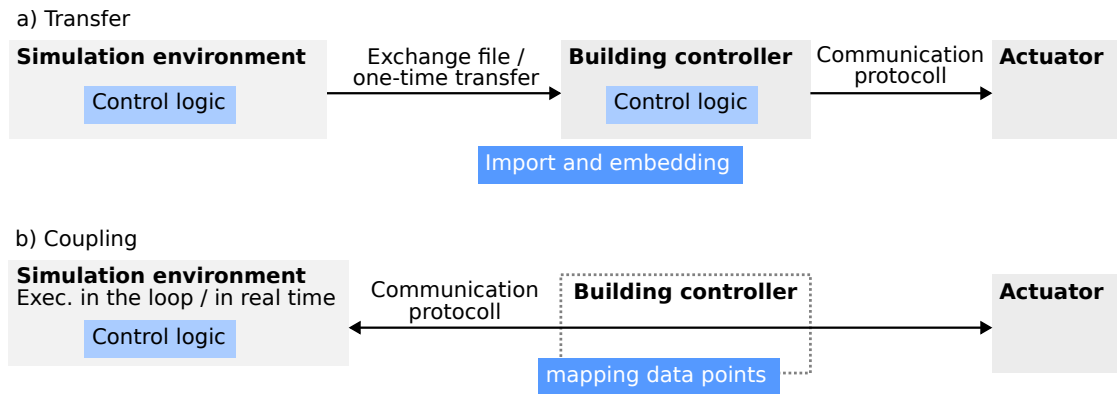 a) Transfer
Simulation environment
Control logic
Exchange file /
one-time transfer
Building controller
Control logic
Communication
protocoll
Actuator
Import and embedding
b) Coupling
Simulation environment
Exec. in the loop / in real time
Control logic
Communication
protocoll
Building controller
Actuator
mapping data points